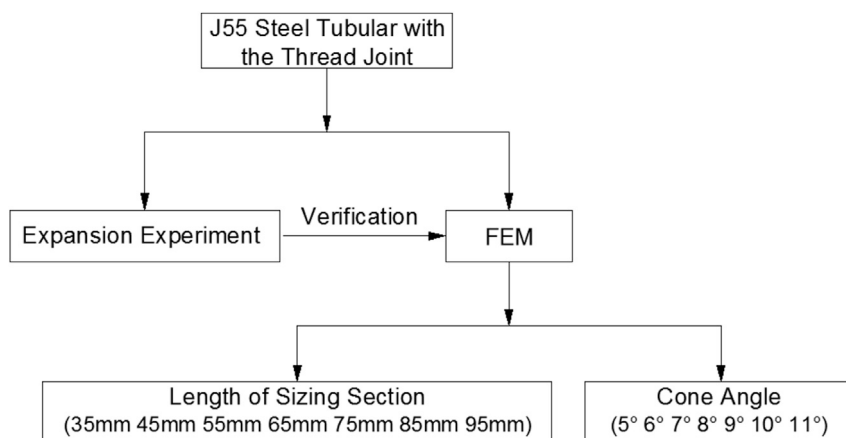 J55 Steel Tubular with
the Thread Joint
Expansion Experiment
Verification
FEM
Length of Sizing Section
(35mm 45mm 55mm 65mm 75mm 85mm 95mm)
Cone Angle
(5° 6° 7° 8° 9° 10° 11°)